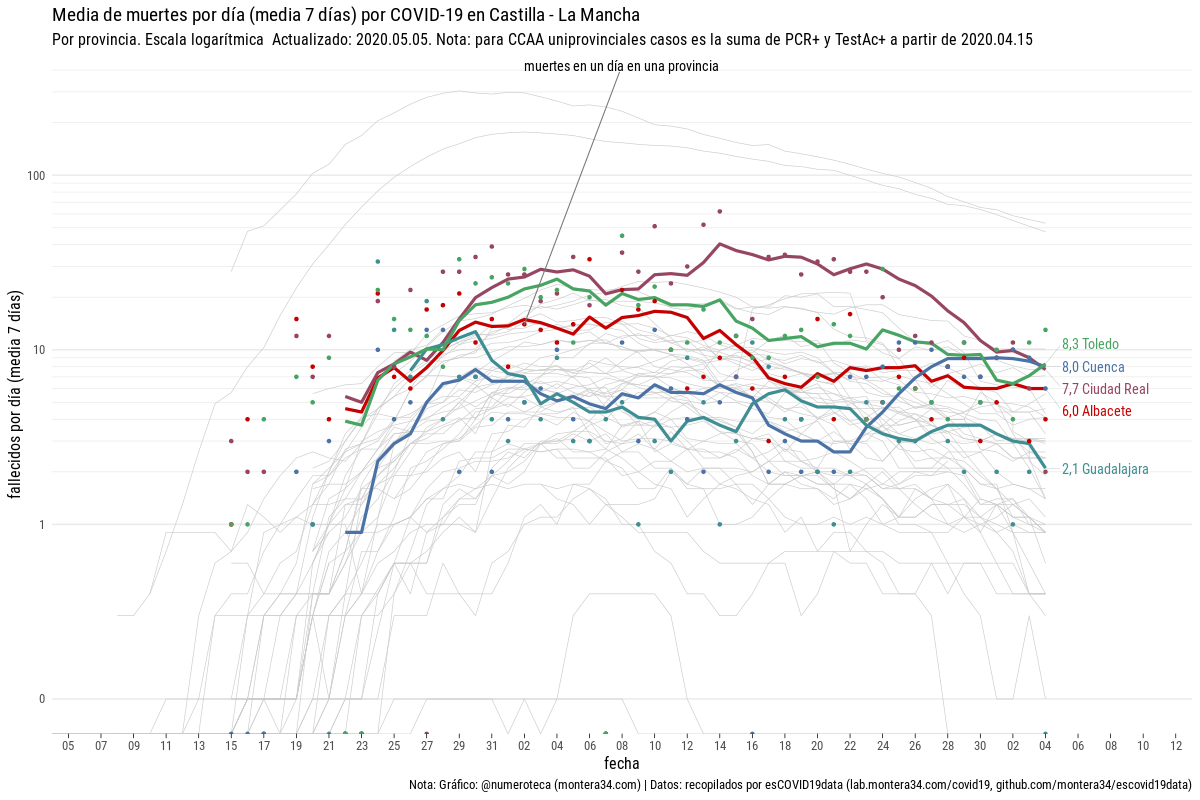 Media de muertes por día (media 7 días) por COVID-19 en Castilla - La Mancha
Por provincia. Escala logarítmica  Actualizado: 2020.05.05. Nota: para CCAA uniprovinciales casos es la suma de PCR+ y TestAc+ a partir de 2020.04.15
muertes en un día en una provincia
fallecidos por día (media  7 días)
100
10
1
0
8,3 Toledo
8,0 Cuenca
7,7 Ciudad Real
6,0 Albacete
2,1 Guadalajara
05 07 09 11 13 15 17 19 21 23 25 27 29 31 02 04 06 08 10 12 14 16 18 20 22 24 26 28 30 02 04 06 08 10 12
fecha
Nota: Gráfico: @numeroteca (montera34.com) | Datos: recopilados por esCOVID19data (lab.montera34.com/covid19, github.com/montera34/escovid19data)